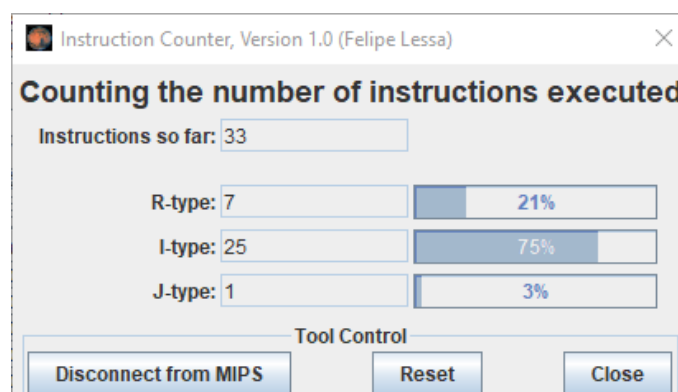 Instruction Counter, Version 1.0 (Felipe Lessa)
Counting the number of instructions executed
Instructions so far: 33
R-type: 7 21%
I-type: 25 75%
J-type: 1 3%
Tool Control
Disconnect from MIPS Reset Close